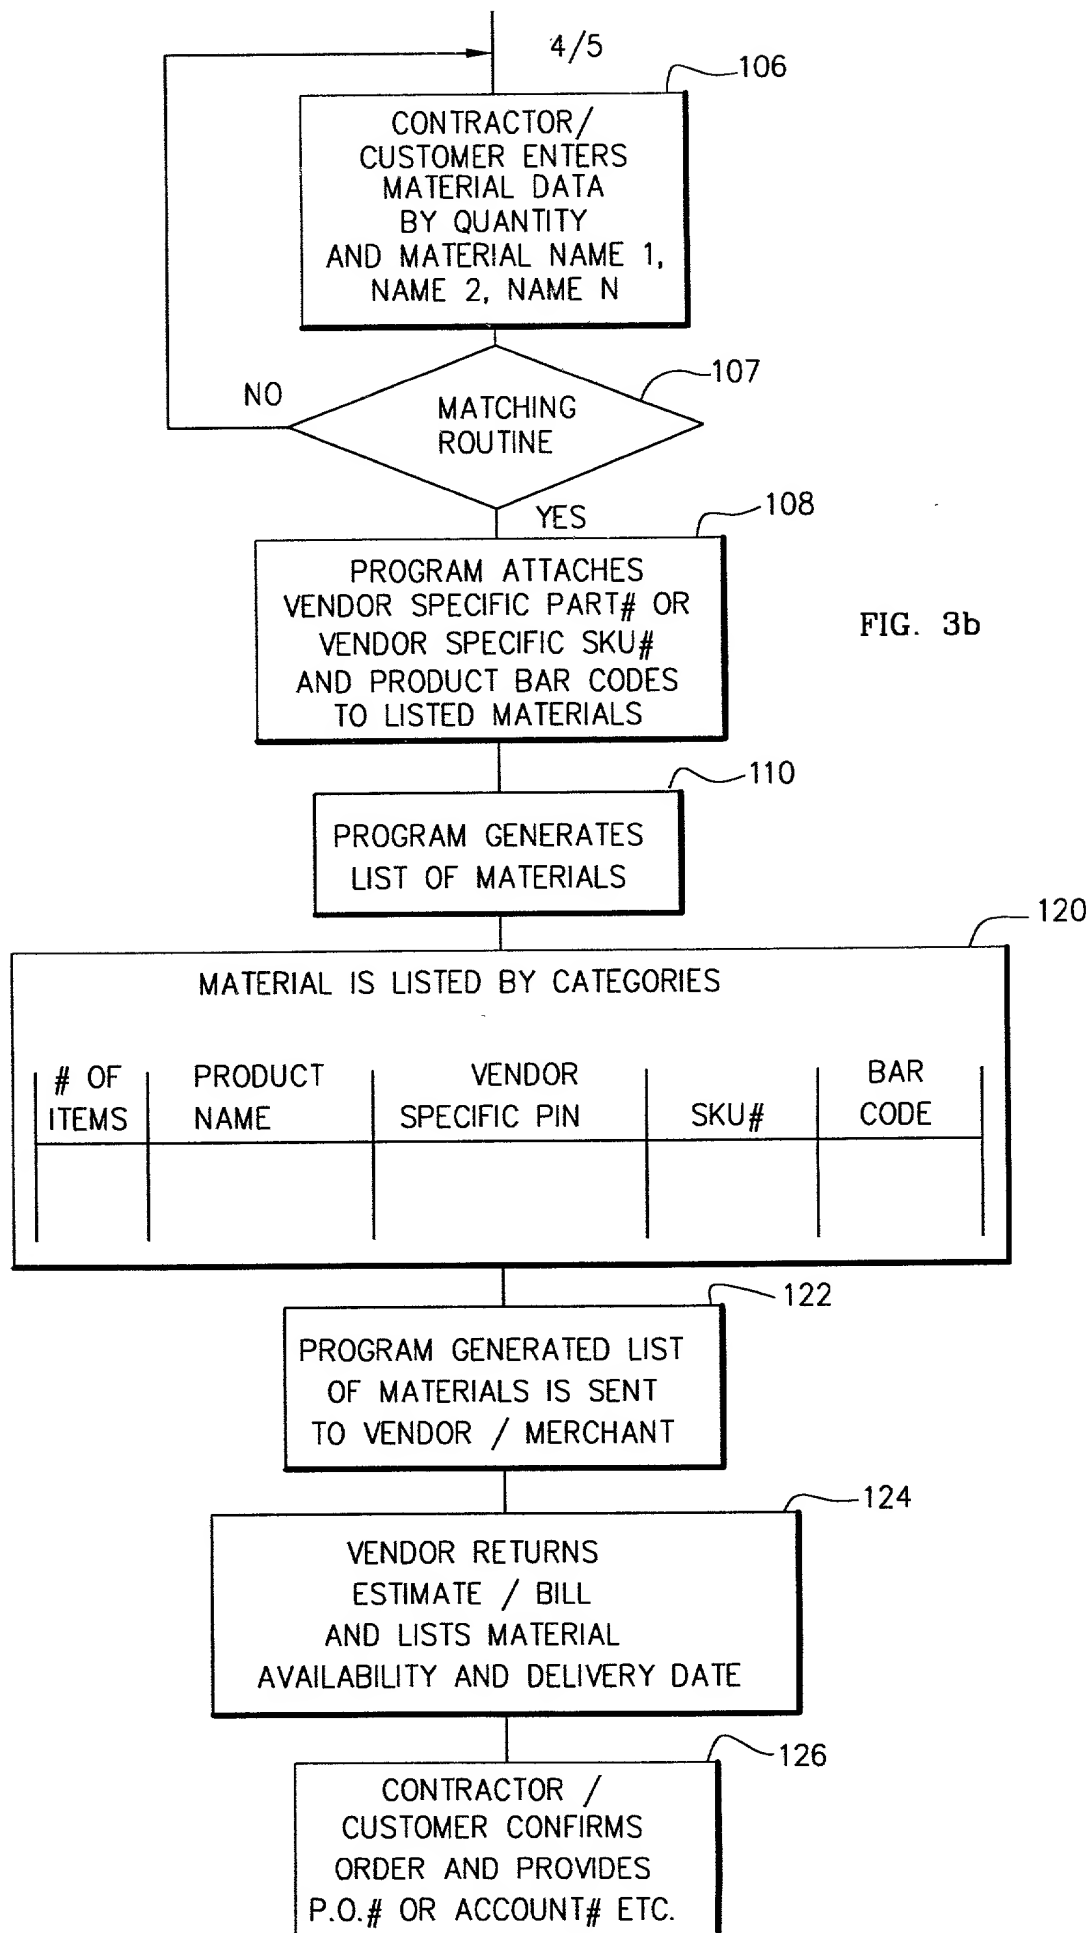 4/5
106
CONTRACTOR/
CUSTOMER ENTERS
MATERIAL DATA
BY QUANTITY
AND MATERIAL NAME 1,
NAME 2, NAME N
107
NO
MATCHING
ROUTINE
YES
108
PROGRAM ATTACHES
VENDOR SPECIFIC PART# OR
VENDOR SPECIFIC SKU#
AND PRODUCT BAR CODES
TO LISTED MATERIALS
FIG. 3b
110
PROGRAM GENERATES
LIST OF MATERIALS
120
MATERIAL IS LISTED BY CATEGORIES
# OF
ITEMS
PRODUCT
NAME
VENDOR
SPECIFIC PIN
SKU#
BAR
CODE
122
PROGRAM GENERATED LIST
OF MATERIALS IS SENT
TO VENDOR / MERCHANT
124
VENDOR RETURNS
ESTIMATE / BILL
AND LISTS MATERIAL
AVAILABILITY AND DELIVERY DATE
126
CONTRACTOR /
CUSTOMER CONFIRMS
ORDER AND PROVIDES
P.O.# OR ACCOUNT# ETC.